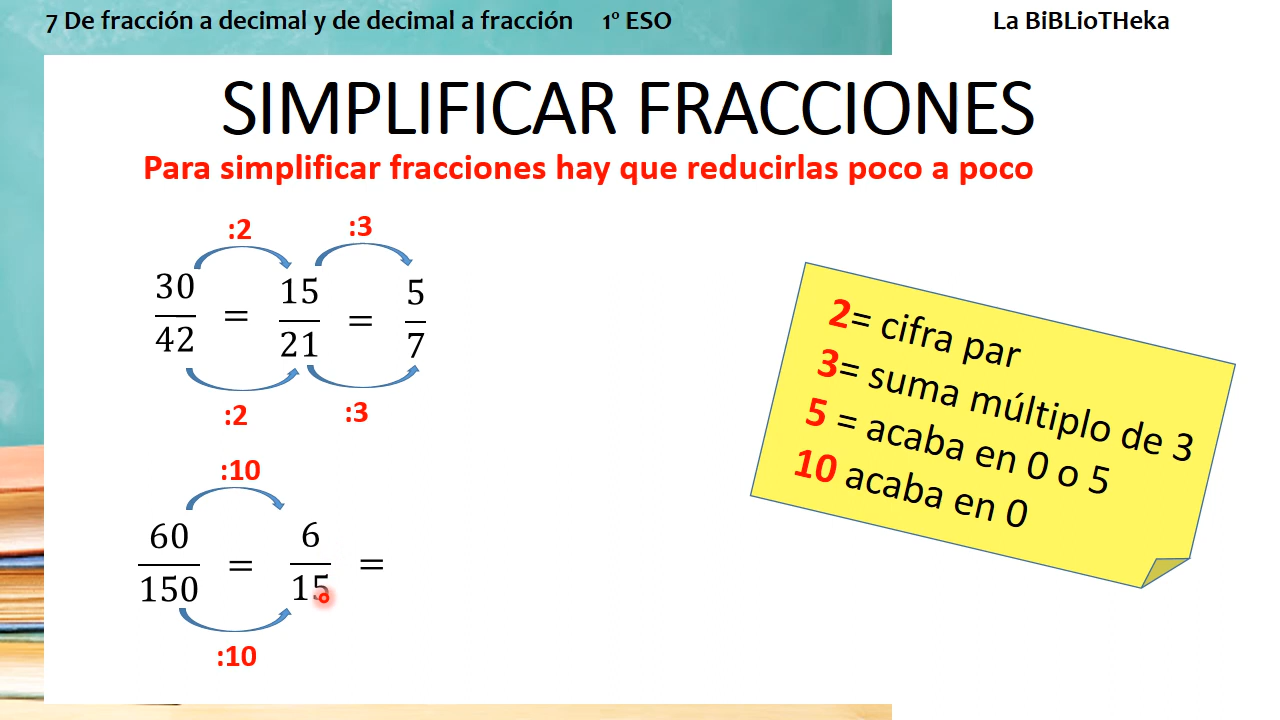 7 De fracción a decimal y de decimal a fracción 1º ESO
La BiBLioTHeka
SIMPLIFICAR FRACCIONES
Para simplificar fracciones hay que reducirlas poco a poco
:2 :3
30/42 = 15/21 = 5/7
:2 :3
:10
60/150 = 6/15 =
:10
2= cifra par
3= suma múltiplo de 3
5 = acaba en 0 o 5
10 acaba en 0